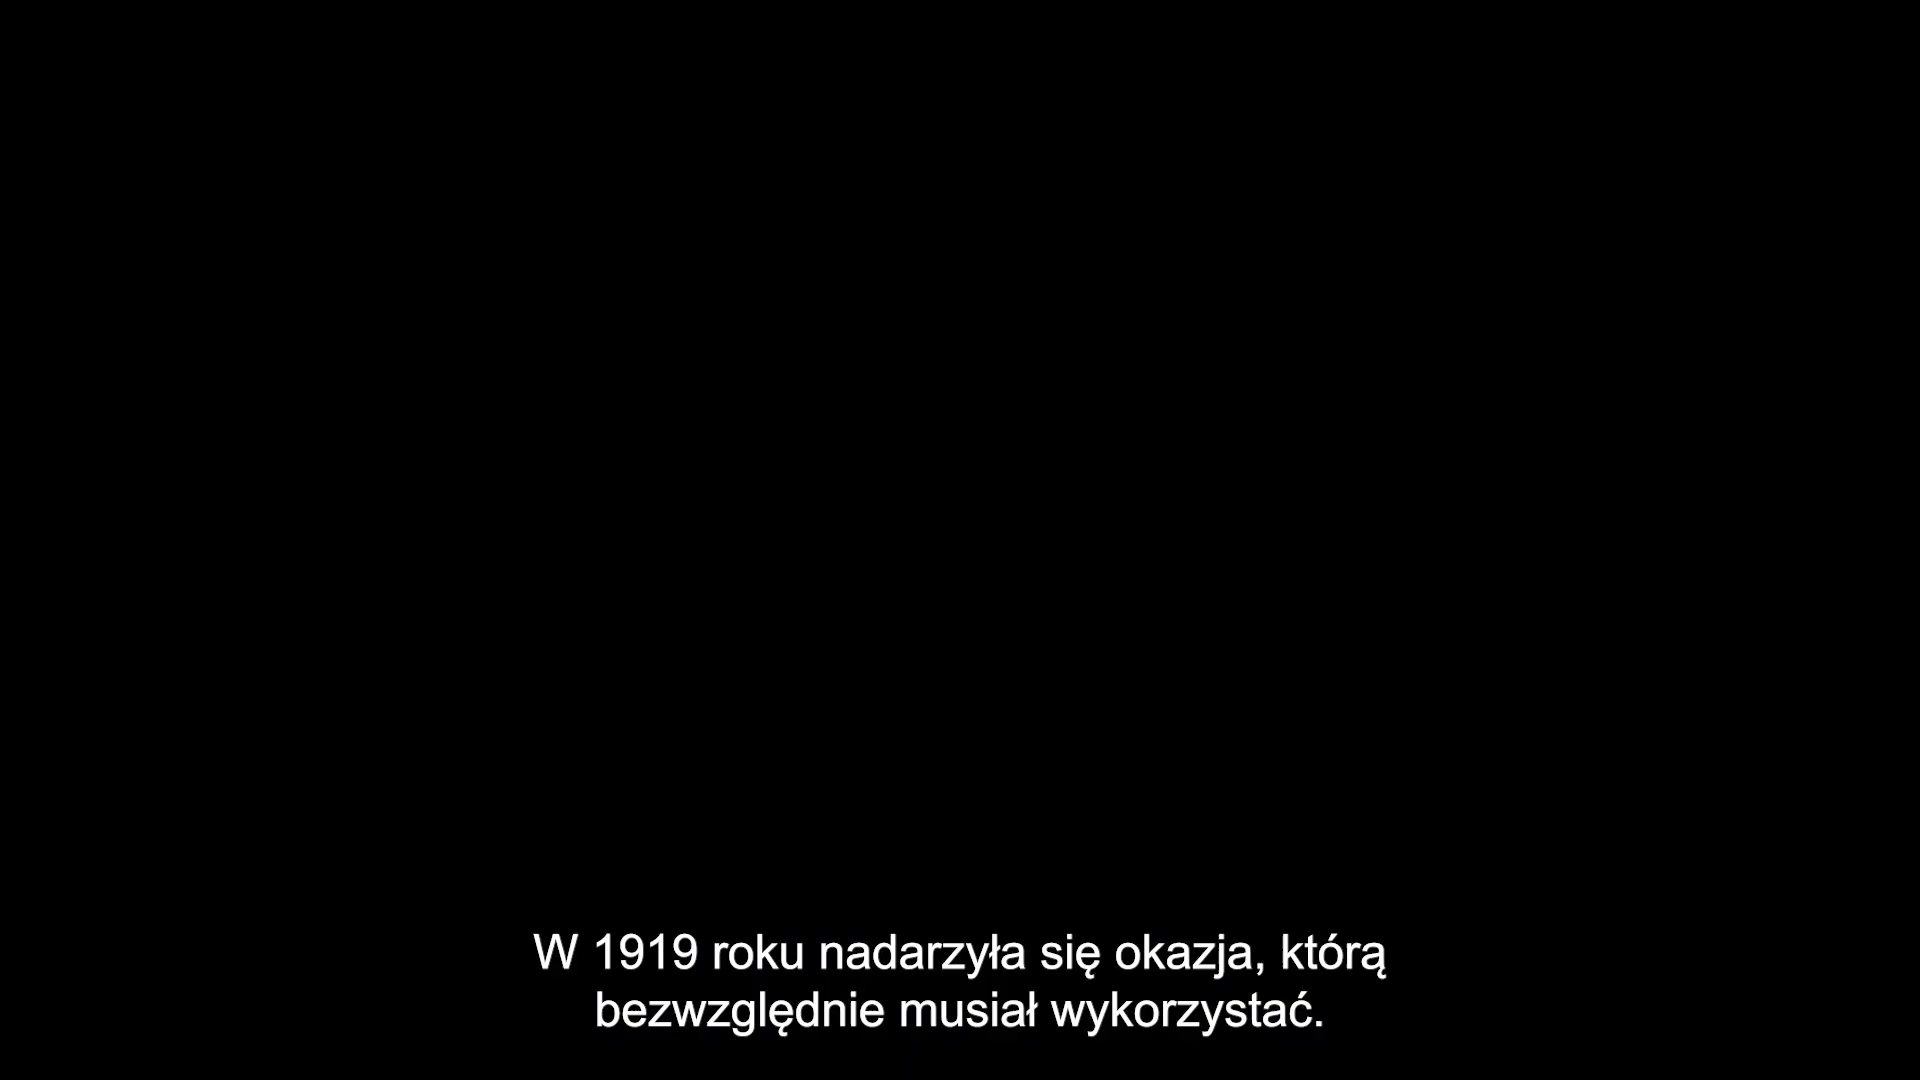 W 1919 roku nadarzyła się okazja, którą
bezwzględnie musiał wykorzystać.